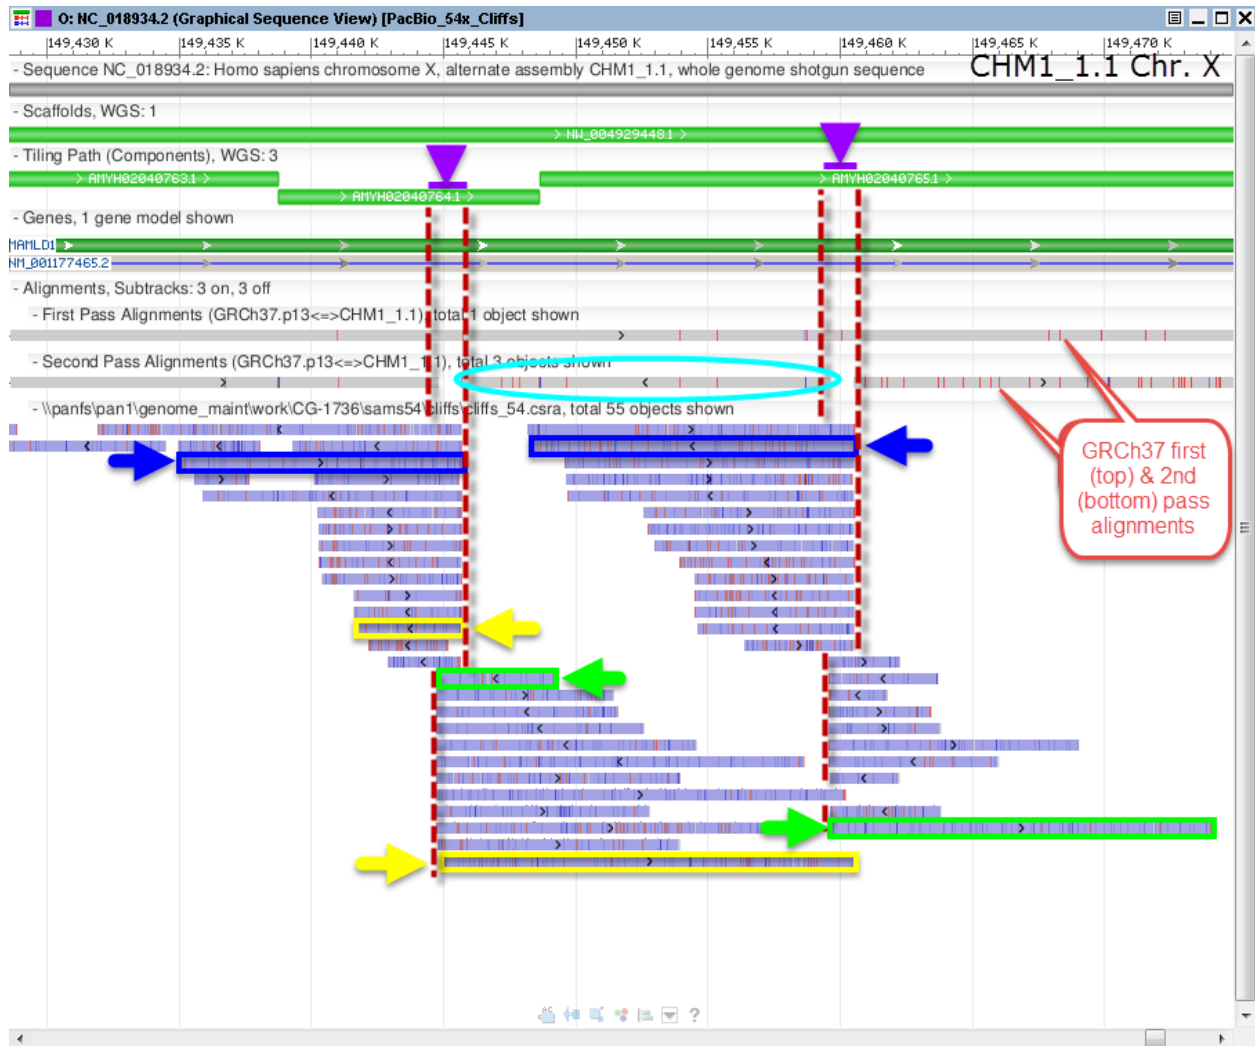 O: NC_018934.2 (Graphical Sequence View) [PacBio_54x_Cliffs]
149,430 K 149,435 K 149,440 K 149,445 K 149,450 K 149,455 K 149,460 K 149,465 K 149,470 K
- Sequence NC_018934.2: Homo sapiens chromosome X, alternate assembly CHM1_1.1, whole genome shotgun sequence
CHM1_1.1 Chr. X
- Scaffolds, WGS: 1
NW_004929448.1
- Tiling Path (Components), WGS: 3
AMYH02040763.1 AMYH02040765.1
AMYH02040764.1
- Genes, 1 gene model shown
MAMLD1
NM_001177465.2
- Alignments, Subtracks: 3 on, 3 off
- First Pass Alignments (GRCh37.p13<=>CHM1_1.1), total 1 object shown
- Second Pass Alignments (GRCh37.p13<=>CHM1_1.1), total 3 objects shown
- \\panfs\pan1\genome_maint\work\CG-1736\sams54\cliffs\cliffs_54.csra, total 55 objects shown
GRCh37 first
(top) & 2nd
(bottom) pass
alignments